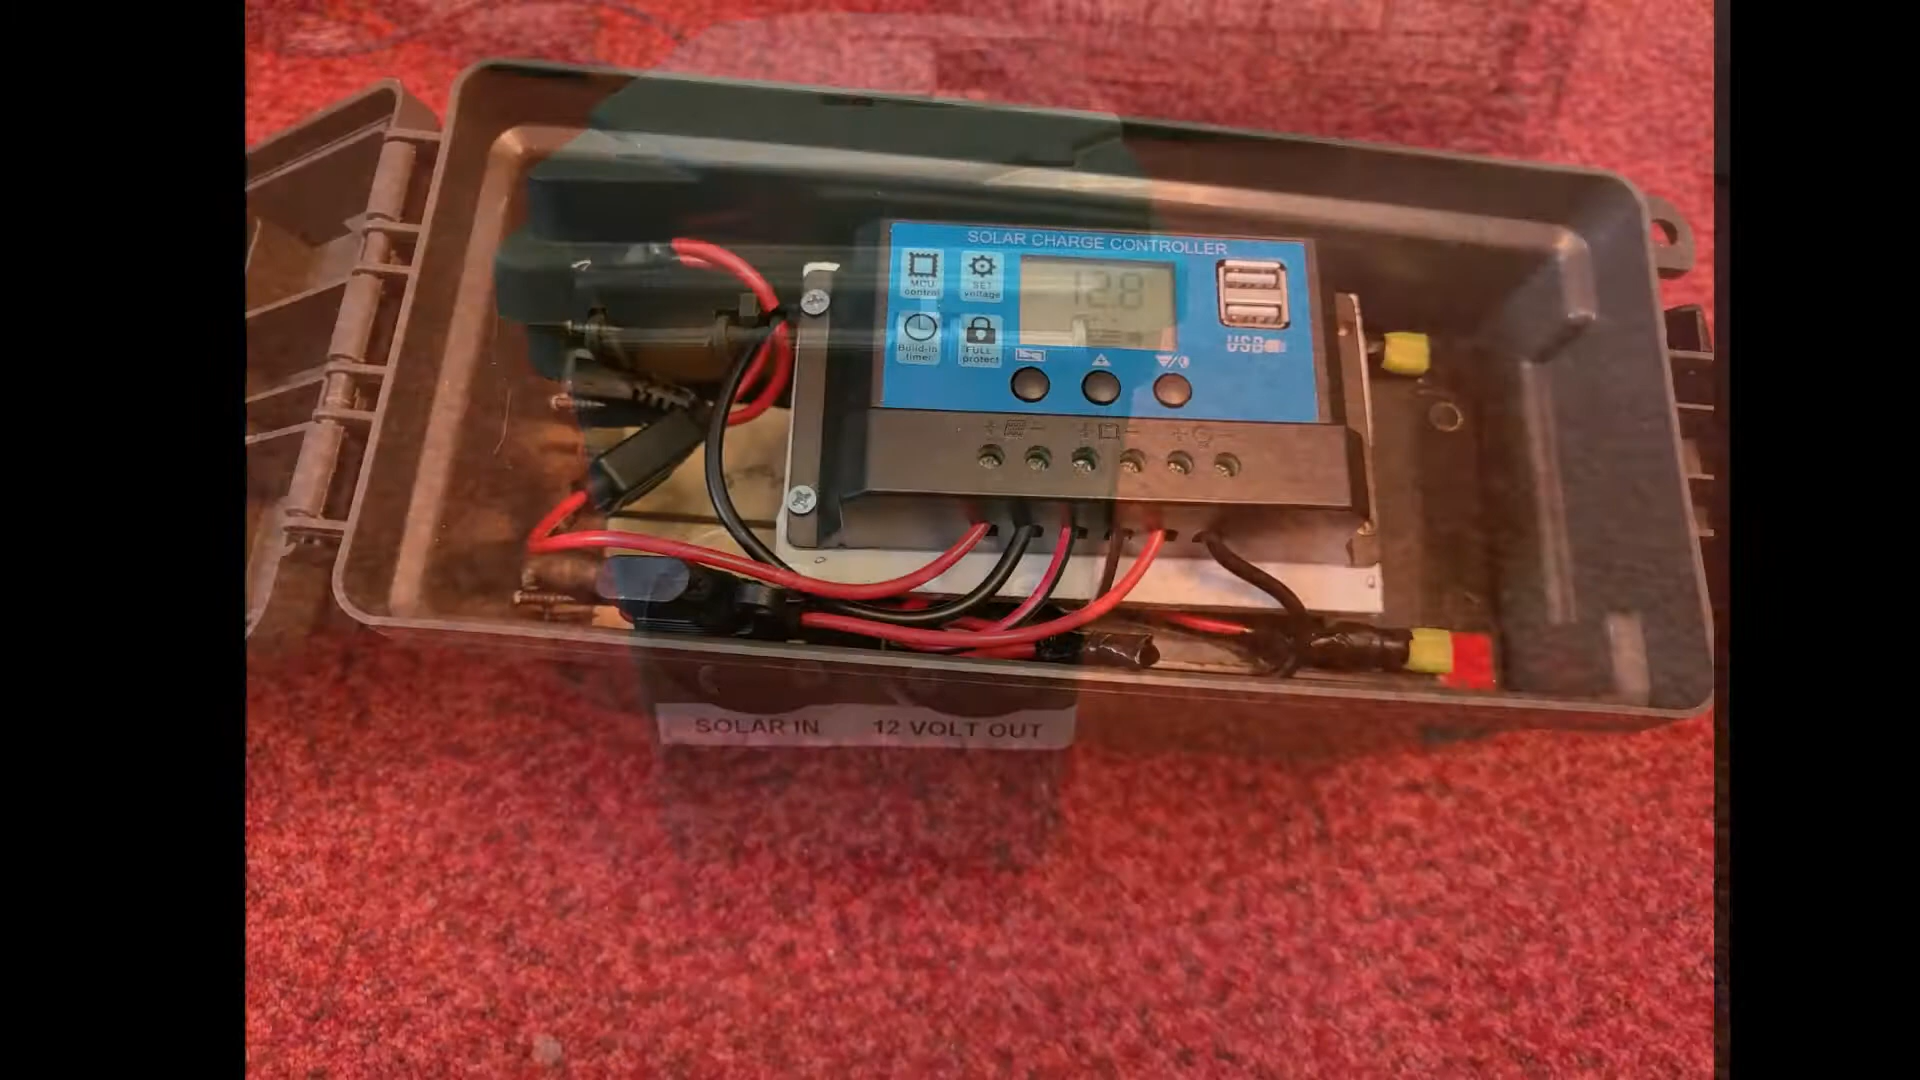 SOLAR CHARGE CONTROLLER
MCU control
SET voltage
12.8
Build-in timer
FULL protect
USB
SOLAR IN 12 VOLT OUT